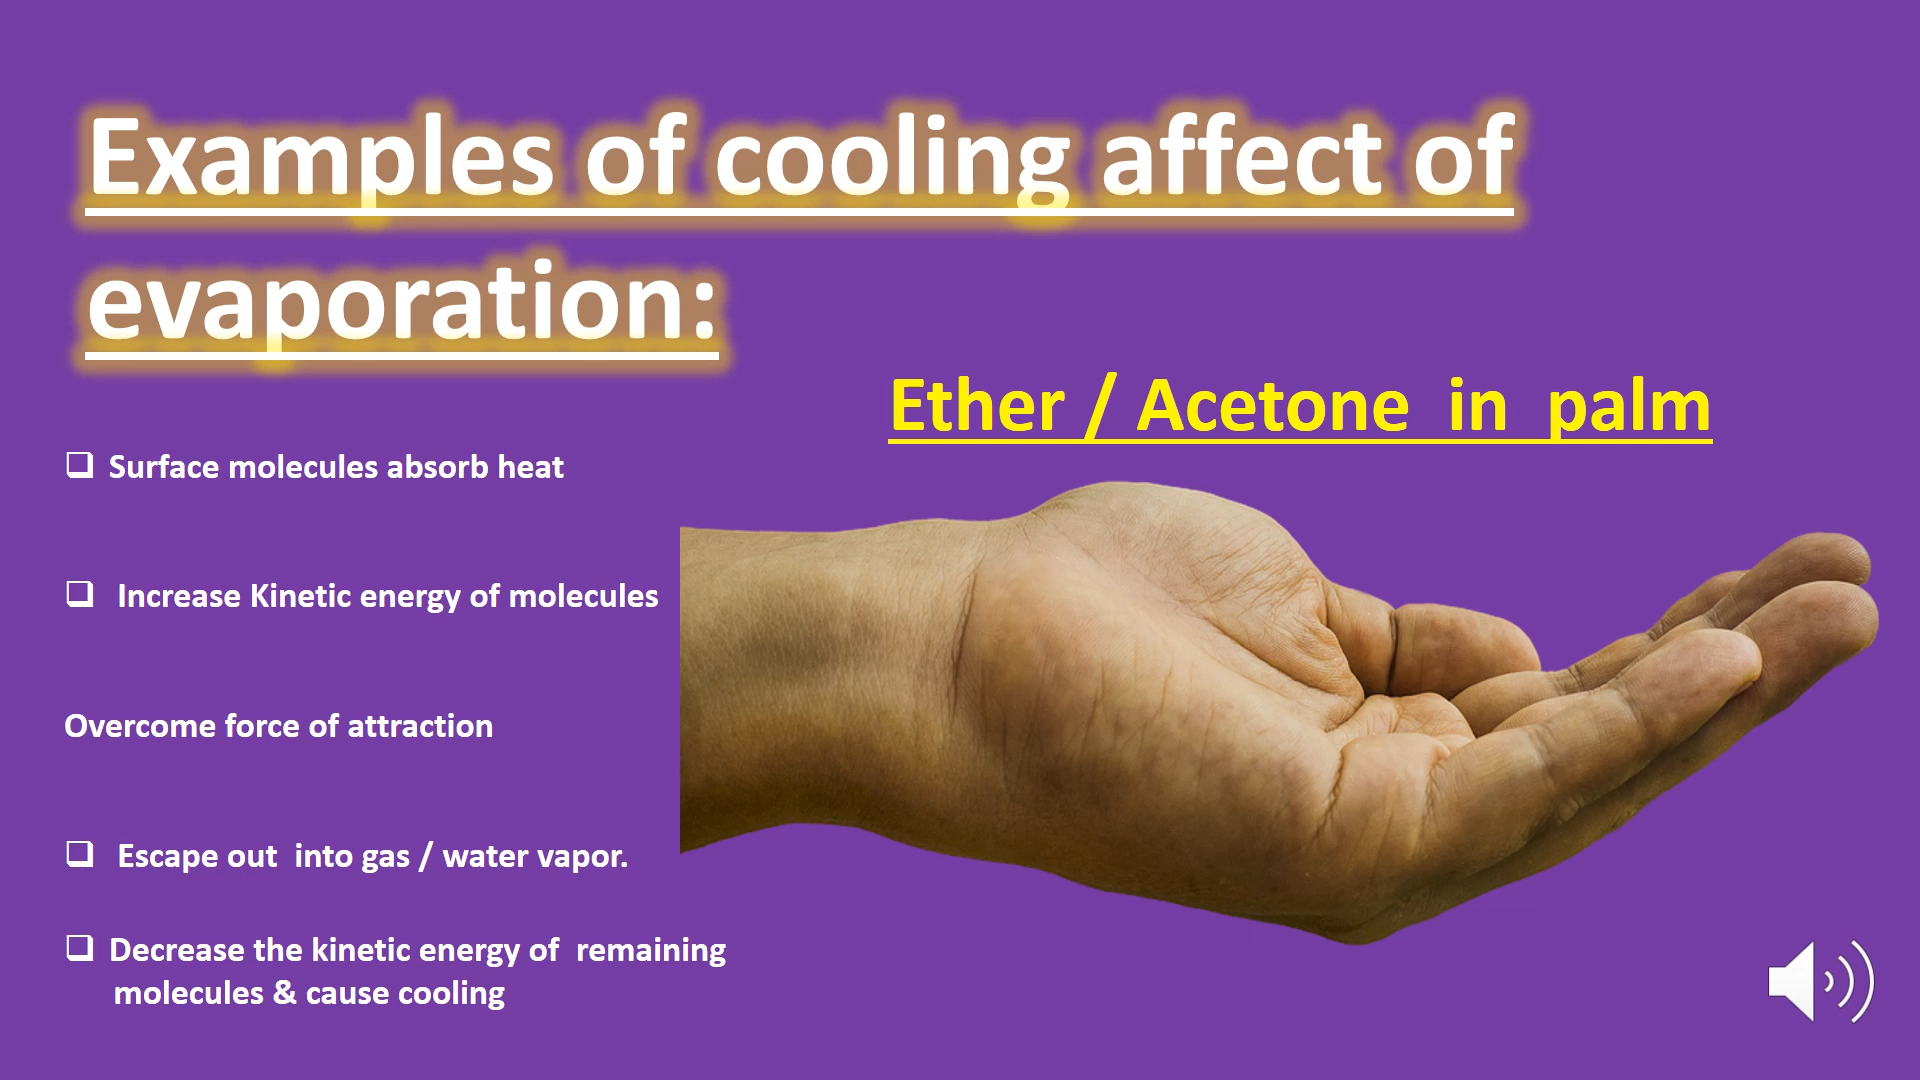 Examples of cooling affect of
evaporation:
Ether / Acetone in palm
❑ Surface molecules absorb heat
❑ Increase Kinetic energy of molecules
Overcome force of attraction
❑ Escape out into gas / water vapor.
❑ Decrease the kinetic energy of remaining
molecules & cause cooling